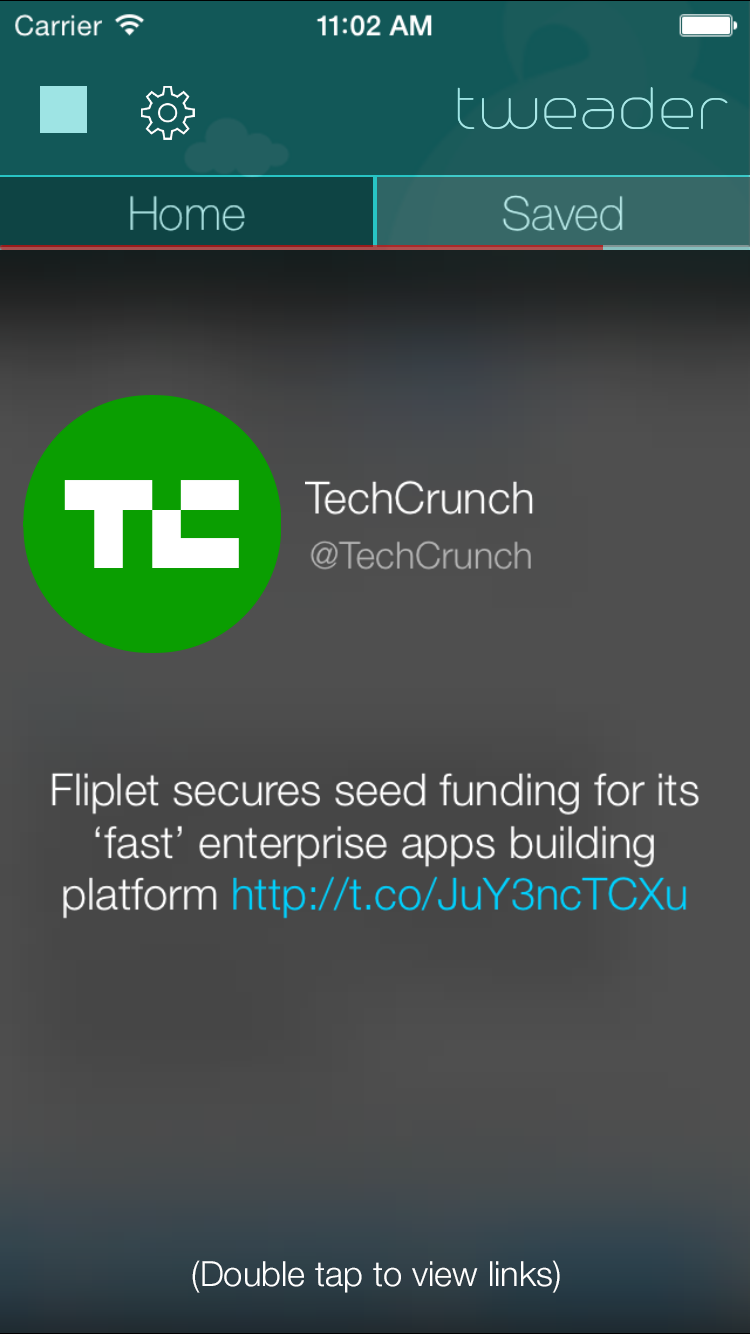 Carrier 11:02 AM
tweader
Home Saved
TC
TechCrunch
@TechCrunch
Fliplet secures seed funding for its
‘fast’ enterprise apps building
platform http://t.co/JuY3ncTCXu
(Double tap to view links)